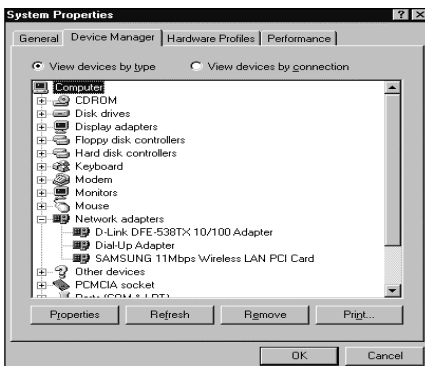 System Properties
General Device Manager Hardware Profiles Performance
View devices by type View devices by connection
Computer
CDROM
Disk drives
Display adapters
Floppy disk controllers
Hard disk controllers
Keyboard
Modem
Monitors
Mouse
Network adapters
D-Link DFE-538TX 10/100 Adapter
Dial-Up Adapter
SAMSUNG 11Mbps Wireless LAN PCI Card
Other devices
PCMCIA socket
Ports (COM & LPT)
Properties Refresh Remove Print...
OK Cancel